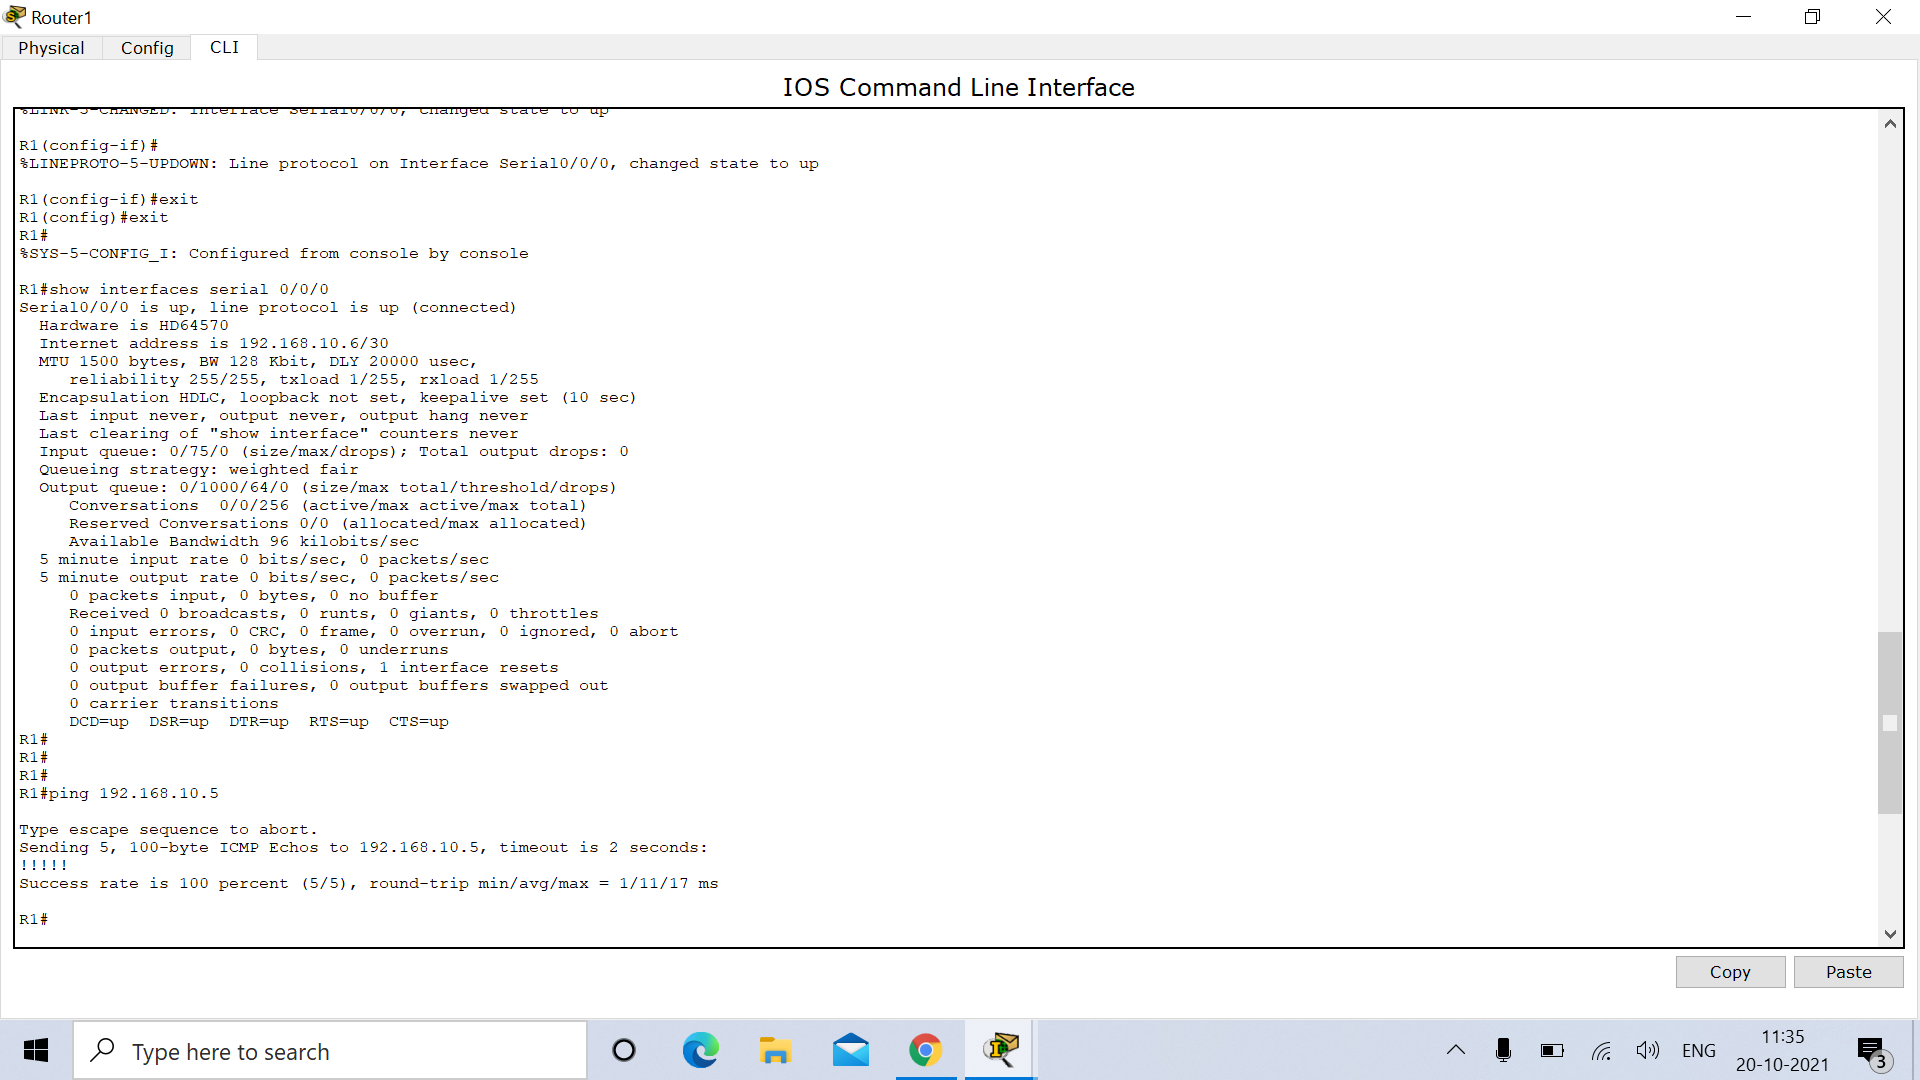 Router1
Physical Config CLI
IOS Command Line Interface
%LINK-5-CHANGED: Interface Serial0/0/0, changed state to up
R1(config-if)#
%LINEPROTO-5-UPDOWN: Line protocol on Interface Serial0/0/0, changed state to up
R1(config-if)#exit
R1(config)#exit
R1#
%SYS-5-CONFIG_I: Configured from console by console
R1#show interfaces serial 0/0/0
Serial0/0/0 is up, line protocol is up (connected)
Hardware is HD64570
Internet address is 192.168.10.6/30
MTU 1500 bytes, BW 128 Kbit, DLY 20000 usec,
reliability 255/255, txload 1/255, rxload 1/255
Encapsulation HDLC, loopback not set, keepalive set (10 sec)
Last input never, output never, output hang never
Last clearing of "show interface" counters never
Input queue: 0/75/0 (size/max/drops); Total output drops: 0
Queueing strategy: weighted fair
Output queue: 0/1000/64/0 (size/max total/threshold/drops)
Conversations  0/0/256 (active/max active/max total)
Reserved Conversations 0/0 (allocated/max allocated)
Available Bandwidth 96 kilobits/sec
5 minute input rate 0 bits/sec, 0 packets/sec
5 minute output rate 0 bits/sec, 0 packets/sec
0 packets input, 0 bytes, 0 no buffer
Received 0 broadcasts, 0 runts, 0 giants, 0 throttles
0 input errors, 0 CRC, 0 frame, 0 overrun, 0 ignored, 0 abort
0 packets output, 0 bytes, 0 underruns
0 output errors, 0 collisions, 1 interface resets
0 output buffer failures, 0 output buffers swapped out
0 carrier transitions
DCD=up  DSR=up  DTR=up  RTS=up  CTS=up
R1#
R1#
R1#
R1#ping 192.168.10.5
Type escape sequence to abort.
Sending 5, 100-byte ICMP Echos to 192.168.10.5, timeout is 2 seconds:
!!!!!
Success rate is 100 percent (5/5), round-trip min/avg/max = 1/11/17 ms
R1#
Copy Paste
Type here to search
ENG
11:35
20-10-2021
3